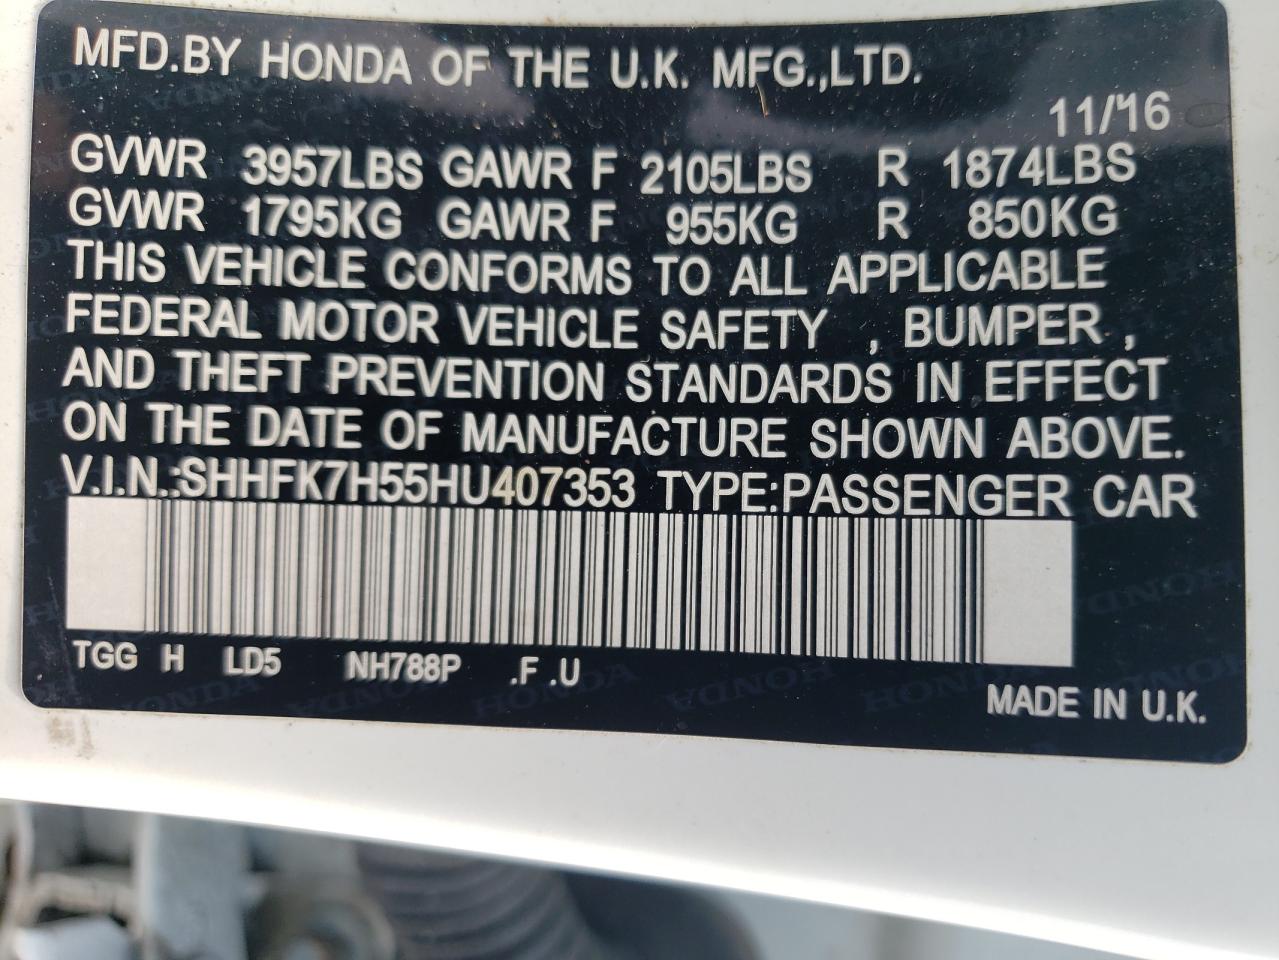 MFD.BY HONDA OF THE U.K. MFG.,LTD.
11/'16
GVWR 3957LBS GAWR F 2105LBS R 1874LBS
GVWR 1795KG GAWR F 955KG R 850KG
THIS VEHICLE CONFORMS TO ALL APPLICABLE
FEDERAL MOTOR VEHICLE SAFETY , BUMPER ,
AND THEFT PREVENTION STANDARDS IN EFFECT
ON THE DATE OF MANUFACTURE SHOWN ABOVE.
V.I.N.:SHHFK7H55HU407353 TYPE:PASSENGER CAR
TGG H LD5 NH788P .F .U
MADE IN U.K.